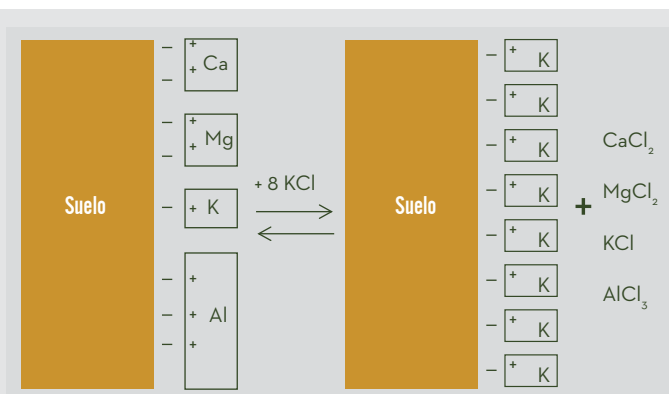 Suelo
− + Ca
− +
− + Mg
− +
− + K
− +
− + Al
− +
+ 8 KCl
Suelo
− + K
− + K
− + K
− + K
− + K
− + K
− + K
− + K
+
CaCl₂
MgCl₂
KCl
AlCl₃